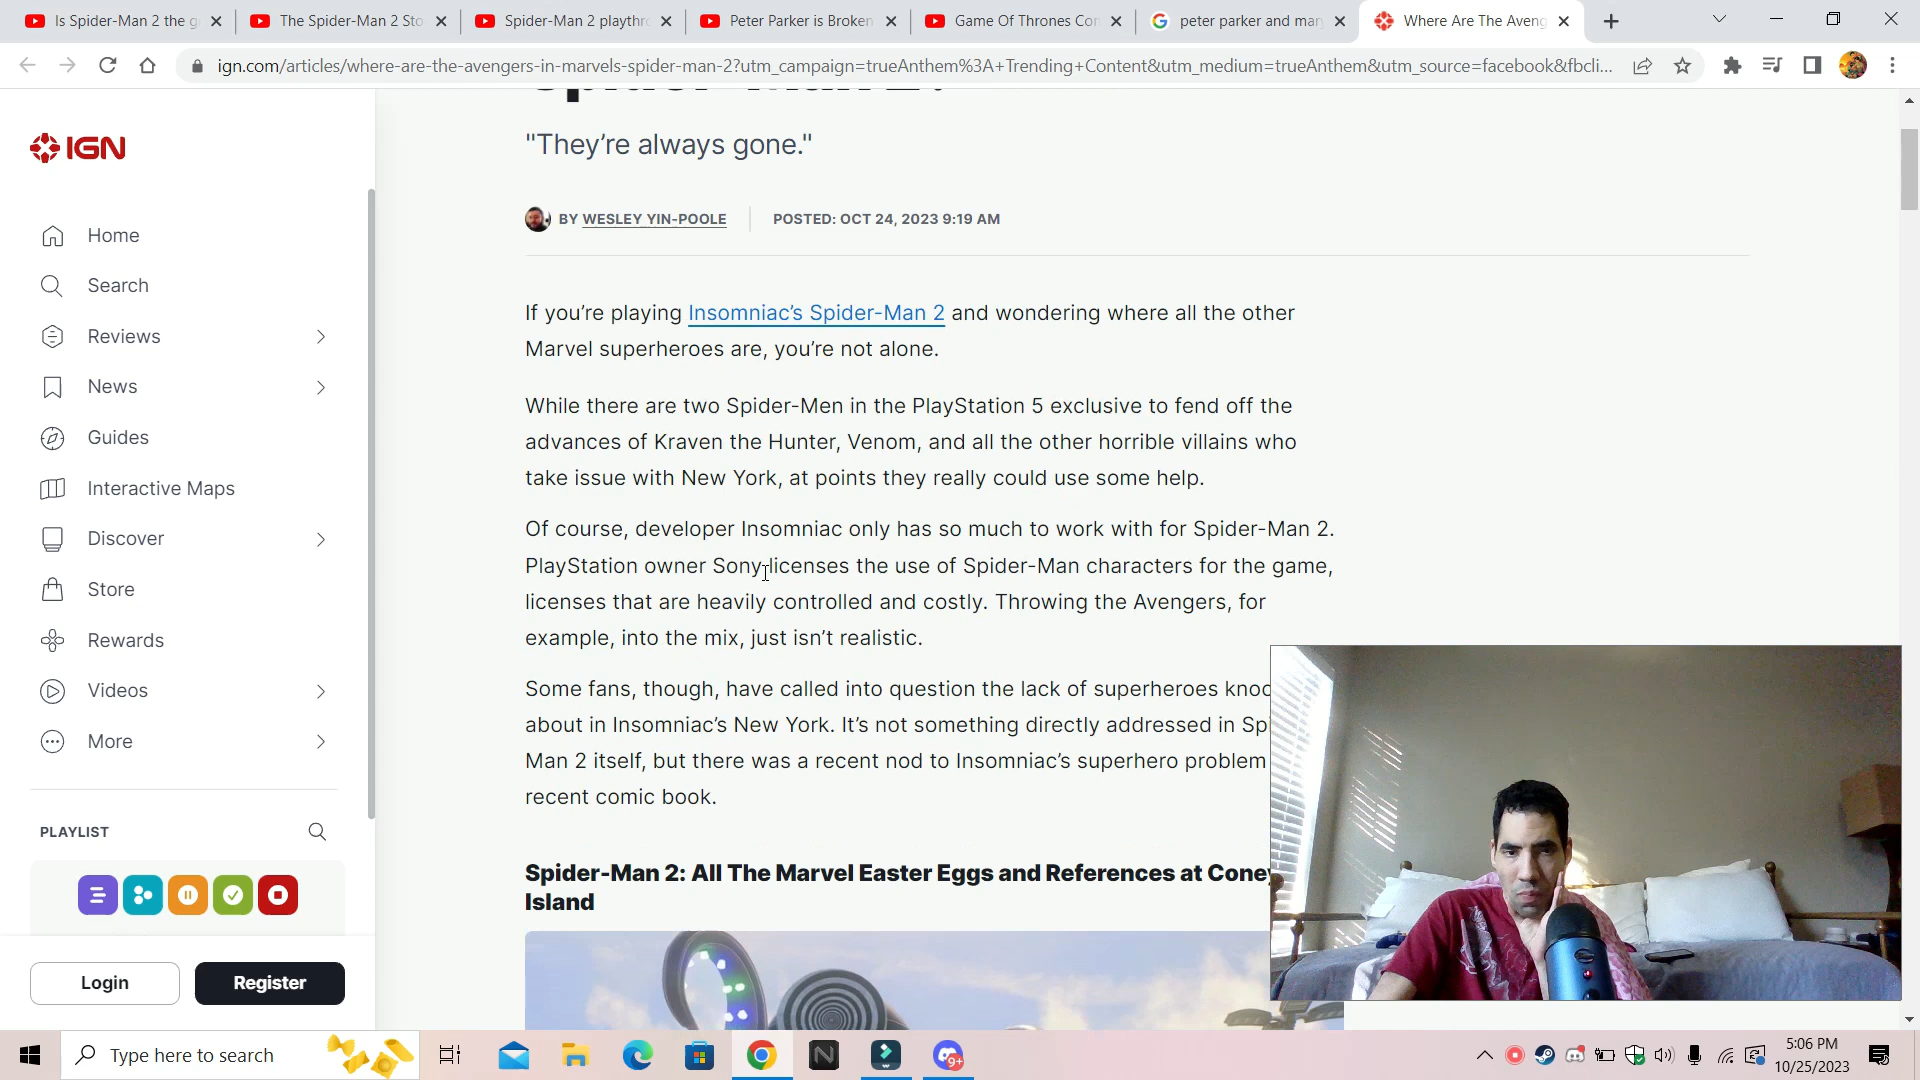 Is Spider-Man 2 the g
The Spider-Man 2 Sto
Spider-Man 2 playthr
Peter Parker is Broken
Game Of Thrones Con
peter parker and mar
Where Are The Aveng
ign.com/articles/where-are-the-avengers-in-marvels-spider-man-2?utm_campaign=trueAnthem%3A+Trending+Content&utm_medium=trueAnthem&utm_source=facebook&fbcli...
IGN
Home
Search
Reviews
News
Guides
Interactive Maps
Discover
Store
Rewards
Videos
More
PLAYLIST
Login
Register
Spider-Man 2?
"They’re always gone."
BY WESLEY YIN-POOLE
POSTED: OCT 24, 2023 9:19 AM
If you’re playing Insomniac’s Spider-Man 2 and wondering where all the other
Marvel superheroes are, you’re not alone.
While there are two Spider-Men in the PlayStation 5 exclusive to fend off the
advances of Kraven the Hunter, Venom, and all the other horrible villains who
take issue with New York, at points they really could use some help.
Of course, developer Insomniac only has so much to work with for Spider-Man 2.
PlayStation owner Sony licenses the use of Spider-Man characters for the game,
licenses that are heavily controlled and costly. Throwing the Avengers, for
example, into the mix, just isn’t realistic.
Some fans, though, have called into question the lack of superheroes knoc
about in Insomniac’s New York. It’s not something directly addressed in Sp
Man 2 itself, but there was a recent nod to Insomniac’s superhero problem
recent comic book.
Spider-Man 2: All The Marvel Easter Eggs and References at Coney
Island
Type here to search
9+
5:06 PM
10/25/2023